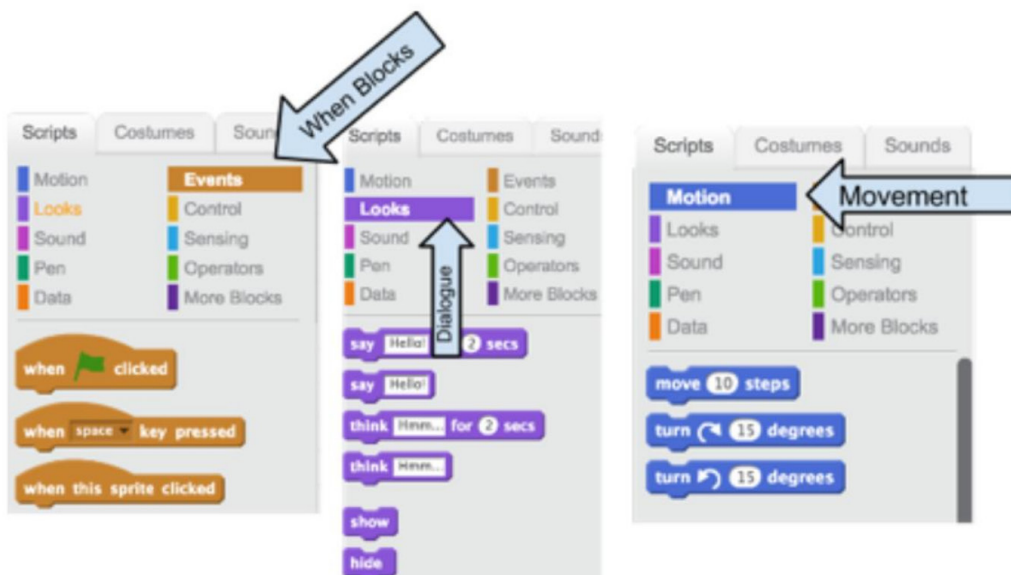 When Blocks
Scripts Costumes Soun
Motion Events
Looks Control
Sound Sensing
Pen Operators
Data More Blocks
when clicked
when space key pressed
when this sprite clicked
Scripts Costumes Sounds
Motion Events
Looks Control
Sound Sensing
Pen Operators
Data More Blocks
Dialogue
say Hello! 2 secs
say Hello!
think Hmm... for 2 secs
think Hmm...
show
hide
Scripts Costumes Sounds
Motion
Movement
Looks Control
Sound Sensing
Pen Operators
Data More Blocks
move 10 steps
turn 15 degrees
turn 15 degrees